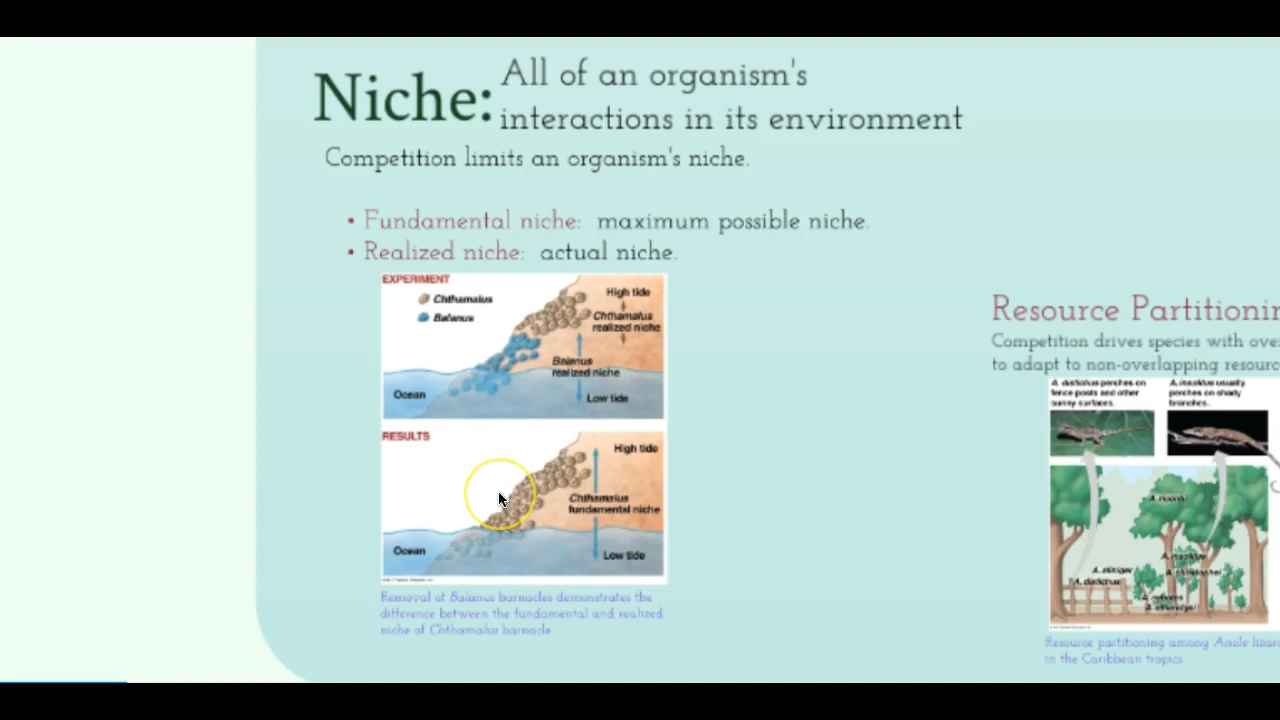 Niche:
All of an organism's
interactions in its environment
Competition limits an organism's niche.
• Fundamental niche: maximum possible niche.
• Realized niche: actual niche.
EXPERIMENT
Chthamalus
Balanus
High tide
Chthamalus
realized niche
Balanus
realized niche
Ocean
Low tide
RESULTS
High tide
Chthamalus
fundamental niche
Ocean
Low tide
Removal of Balanus barnacles demonstrates the
difference between the fundamental and realized
niche of Chthamalus barnacle
Resource Partitionin
Competition drives species with over
to adapt to non-overlapping resourc
A. distichus perches on
fence posts and other
sunny surfaces.
A. insolitus usually
perches on shady
branches.
A. ricordii
A. insolitus
A. aliniger
A. christophei
A. distichus
A. cybotes
A. etheridgei
Resource partitioning among Anole lizar
in the Caribbean tropics